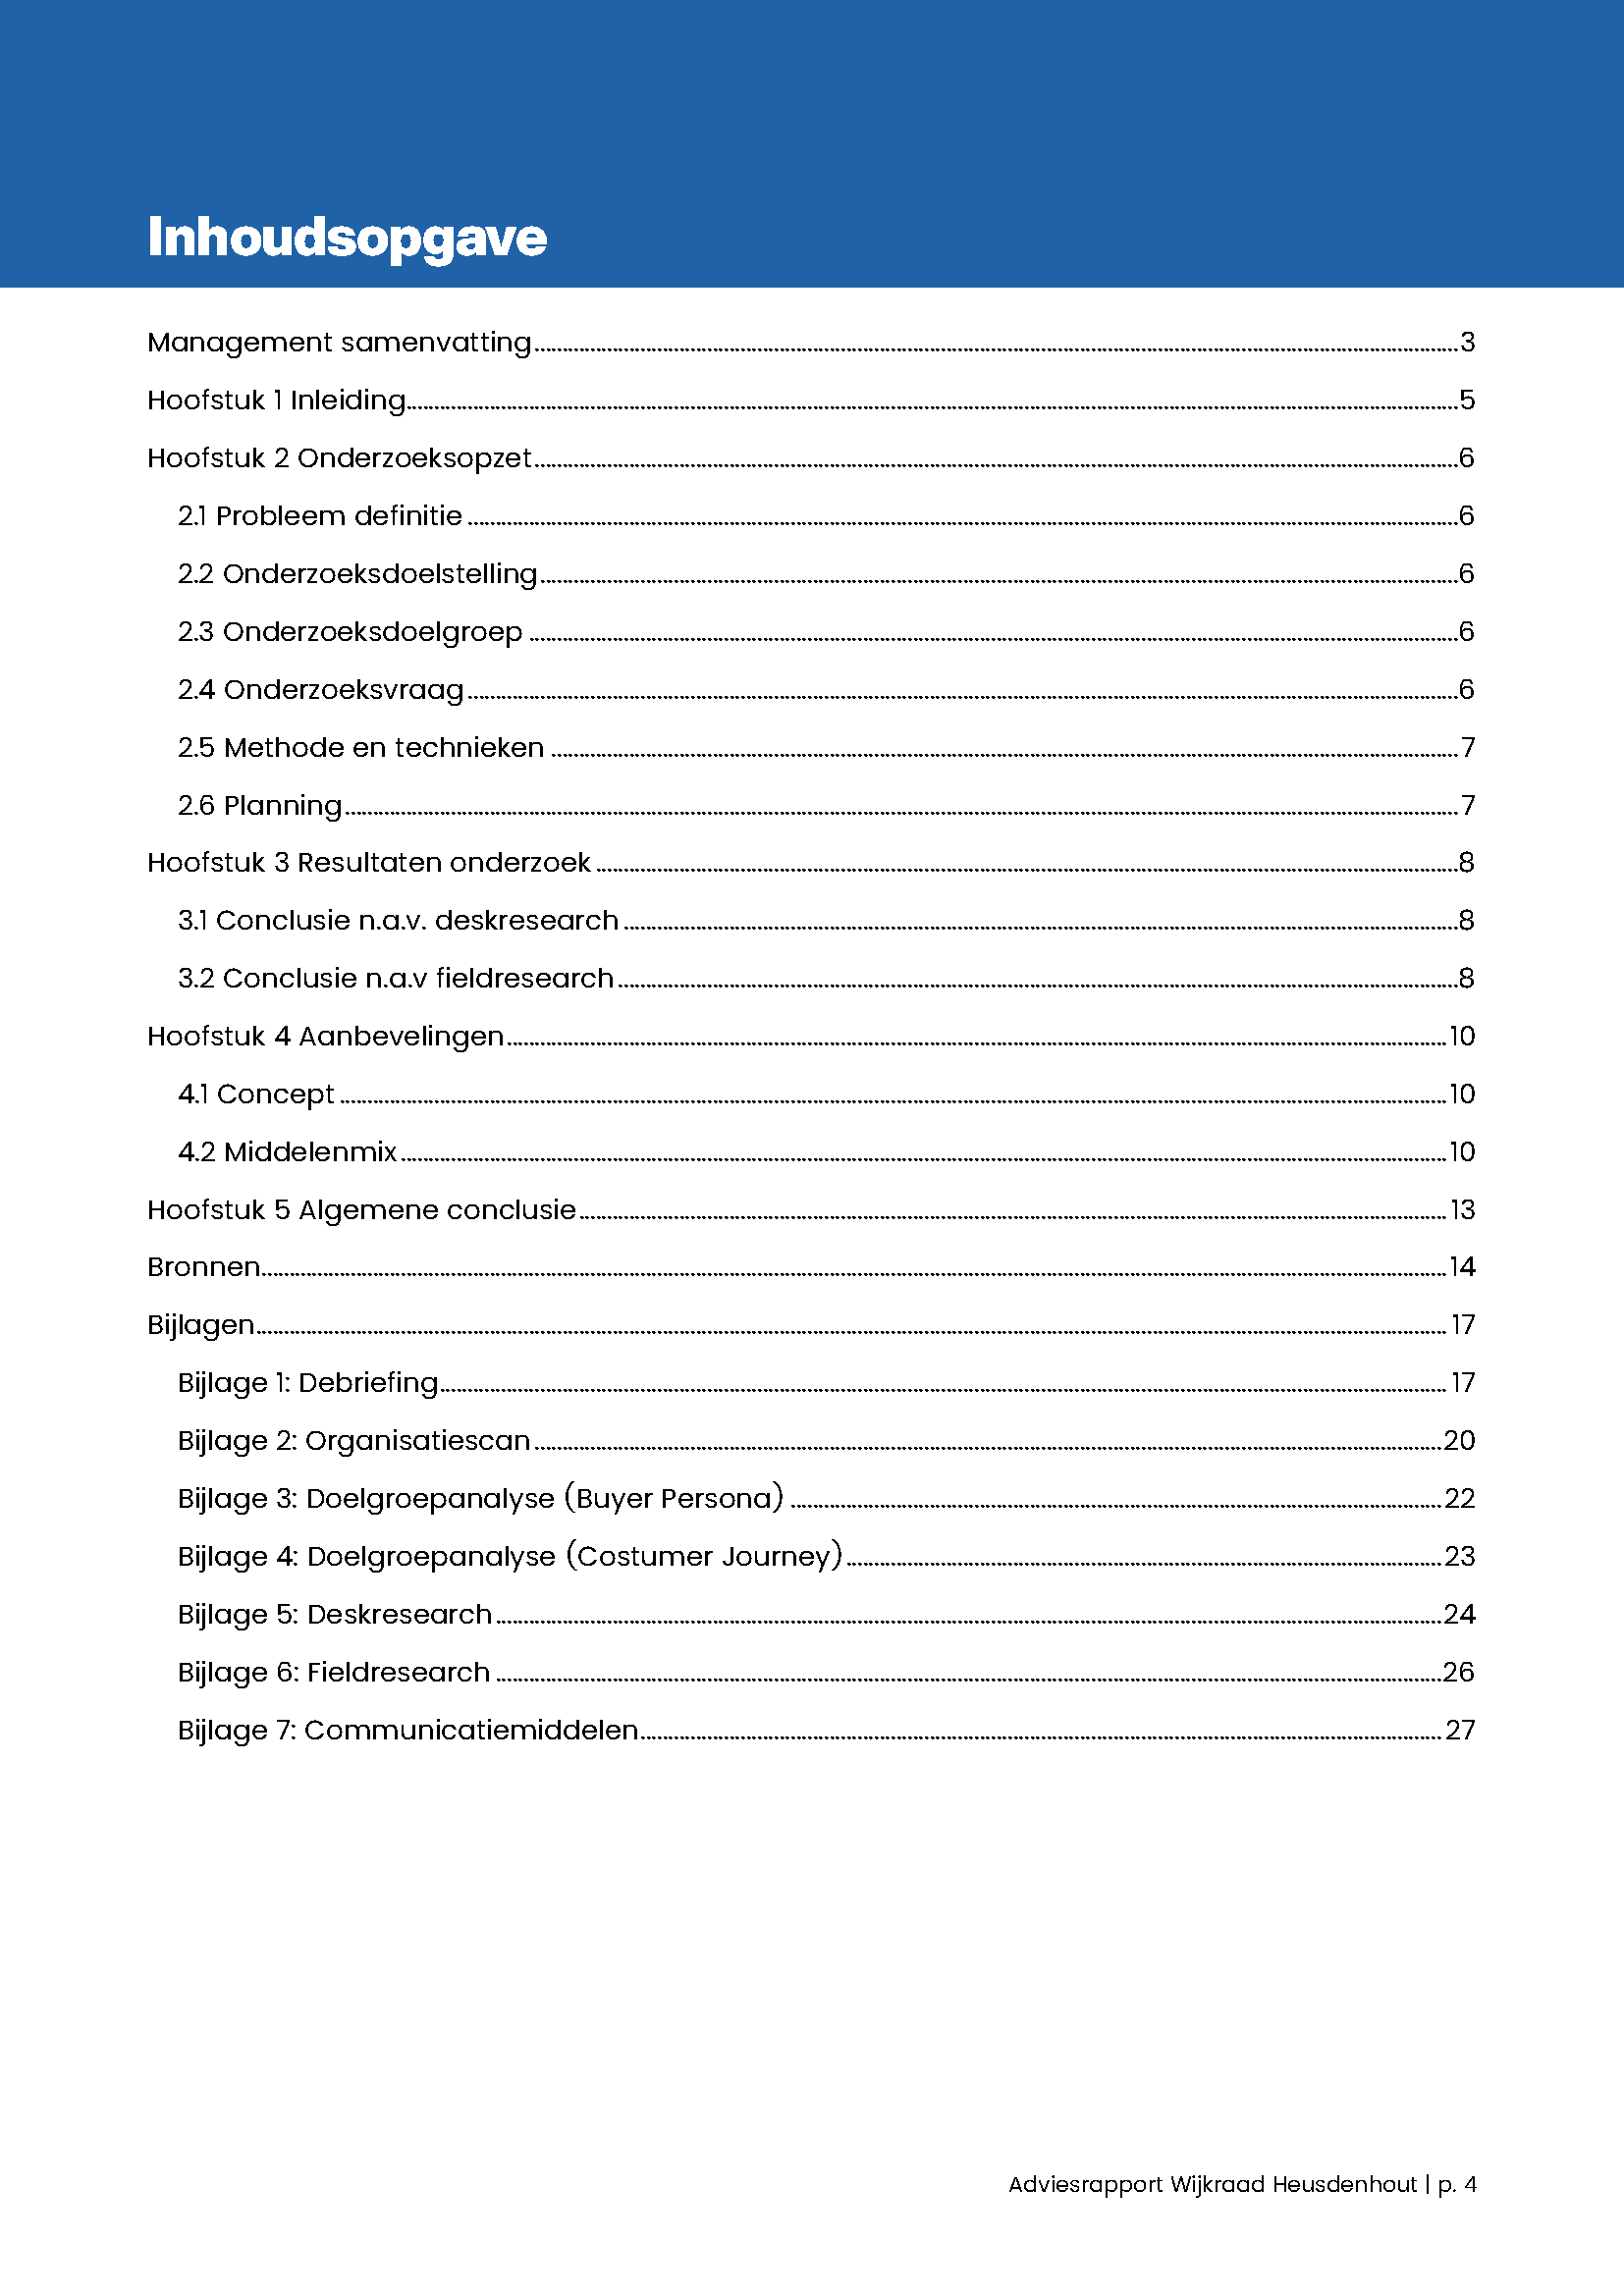 Inhoudsopgave
Management samenvatting 3
Hoofstuk 1 Inleiding 5
Hoofstuk 2 Onderzoeksopzet 6
2.1 Probleem definitie 6
2.2 Onderzoeksdoelstelling 6
2.3 Onderzoeksdoelgroep 6
2.4 Onderzoeksvraag 6
2.5 Methode en technieken 7
2.6 Planning 7
Hoofstuk 3 Resultaten onderzoek 8
3.1 Conclusie n.a.v. deskresearch 8
3.2 Conclusie n.a.v fieldresearch 8
Hoofstuk 4 Aanbevelingen 10
4.1 Concept 10
4.2 Middelenmix 10
Hoofstuk 5 Algemene conclusie 13
Bronnen 14
Bijlagen 17
Bijlage 1: Debriefing 17
Bijlage 2: Organisatiescan 20
Bijlage 3: Doelgroepanalyse (Buyer Persona) 22
Bijlage 4: Doelgroepanalyse (Costumer Journey) 23
Bijlage 5: Deskresearch 24
Bijlage 6: Fieldresearch 26
Bijlage 7: Communicatiemiddelen 27
Adviesrapport Wijkraad Heusdenhout | p. 4